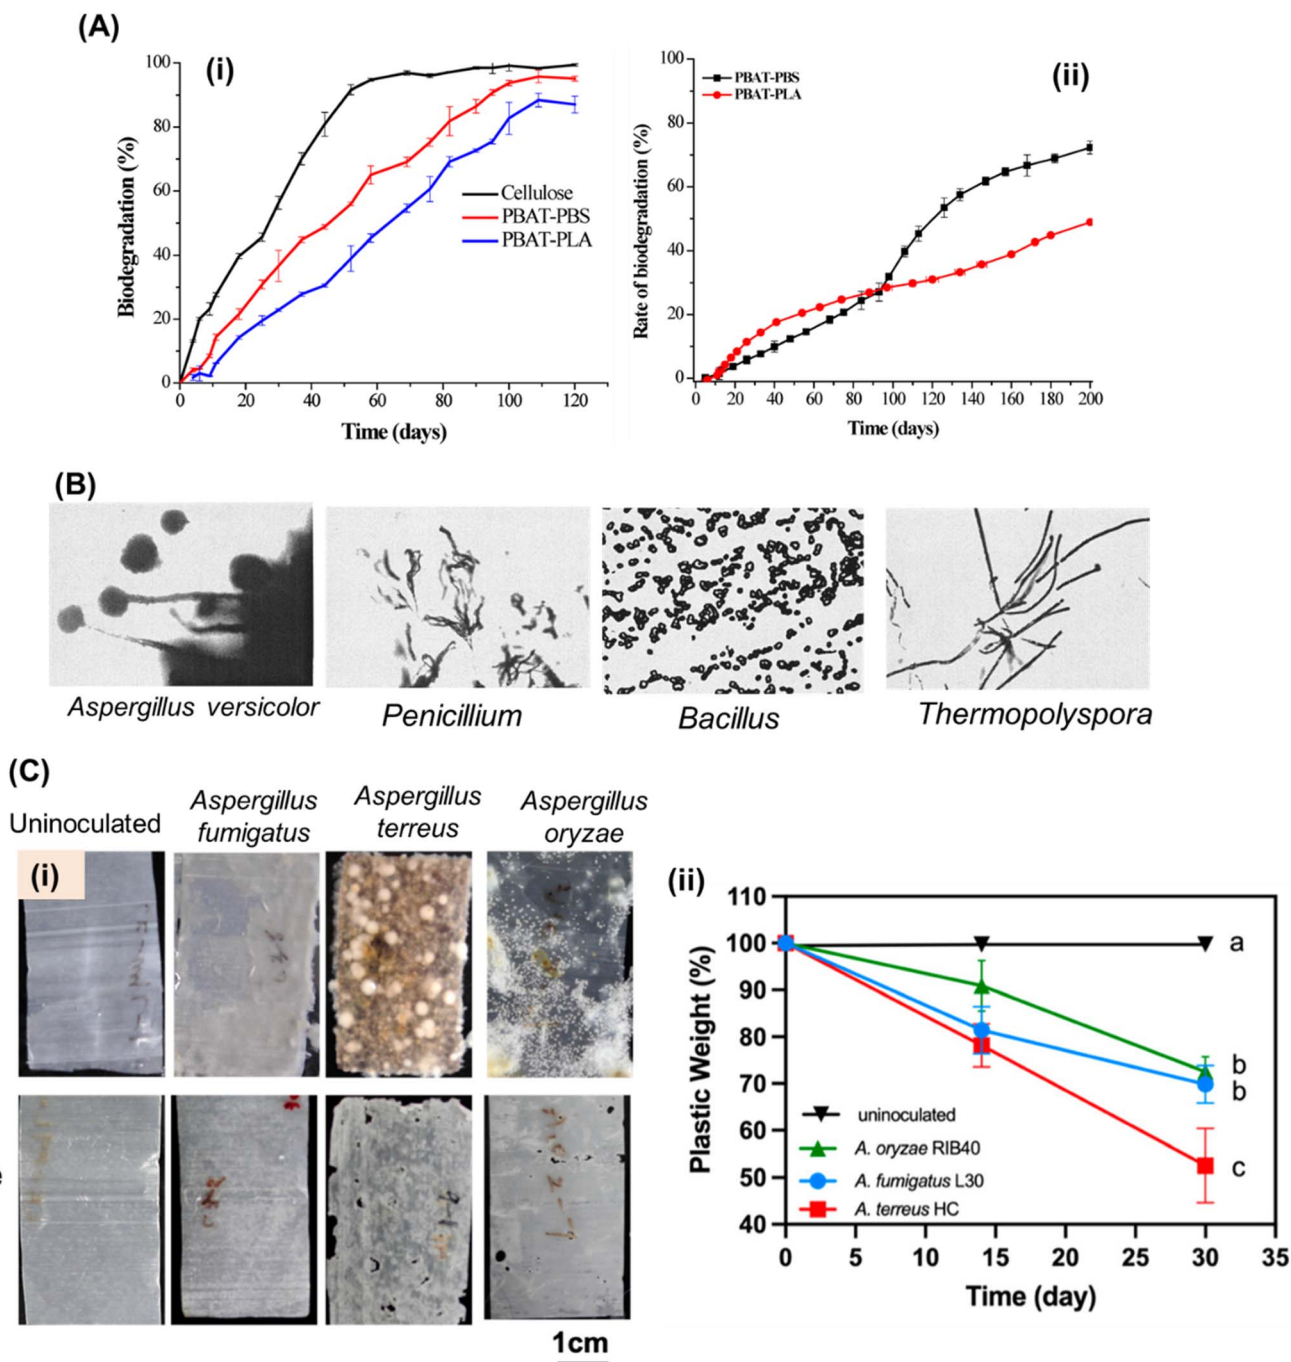 (A)
(i)
100
80
60
40
20
0
Biodegradation (%)
Cellulose
PBAT-PBS
PBAT-PLA
0 20 40 60 80 100 120
Time (days)
(ii)
100
80
60
40
20
0
Rate of biodegradation (%)
PBAT-PBS
PBAT-PLA
0 20 40 60 80 100 120 140 160 180 200
Time (days)
(B)
Aspergillus versicolor
Penicillium
Bacillus
Thermopolyspora
(C)
Uninoculated
Aspergillus
fumigatus
Aspergillus
terreus
Aspergillus
oryzae
(i)
1cm
(ii)
110
100
90
80
70
60
50
40
Plastic Weight (%)
a
b
b
c
uninoculated
A. oryzae RIB40
A. fumigatus L30
A. terreus HC
0 5 10 15 20 25 30 35
Time (day)